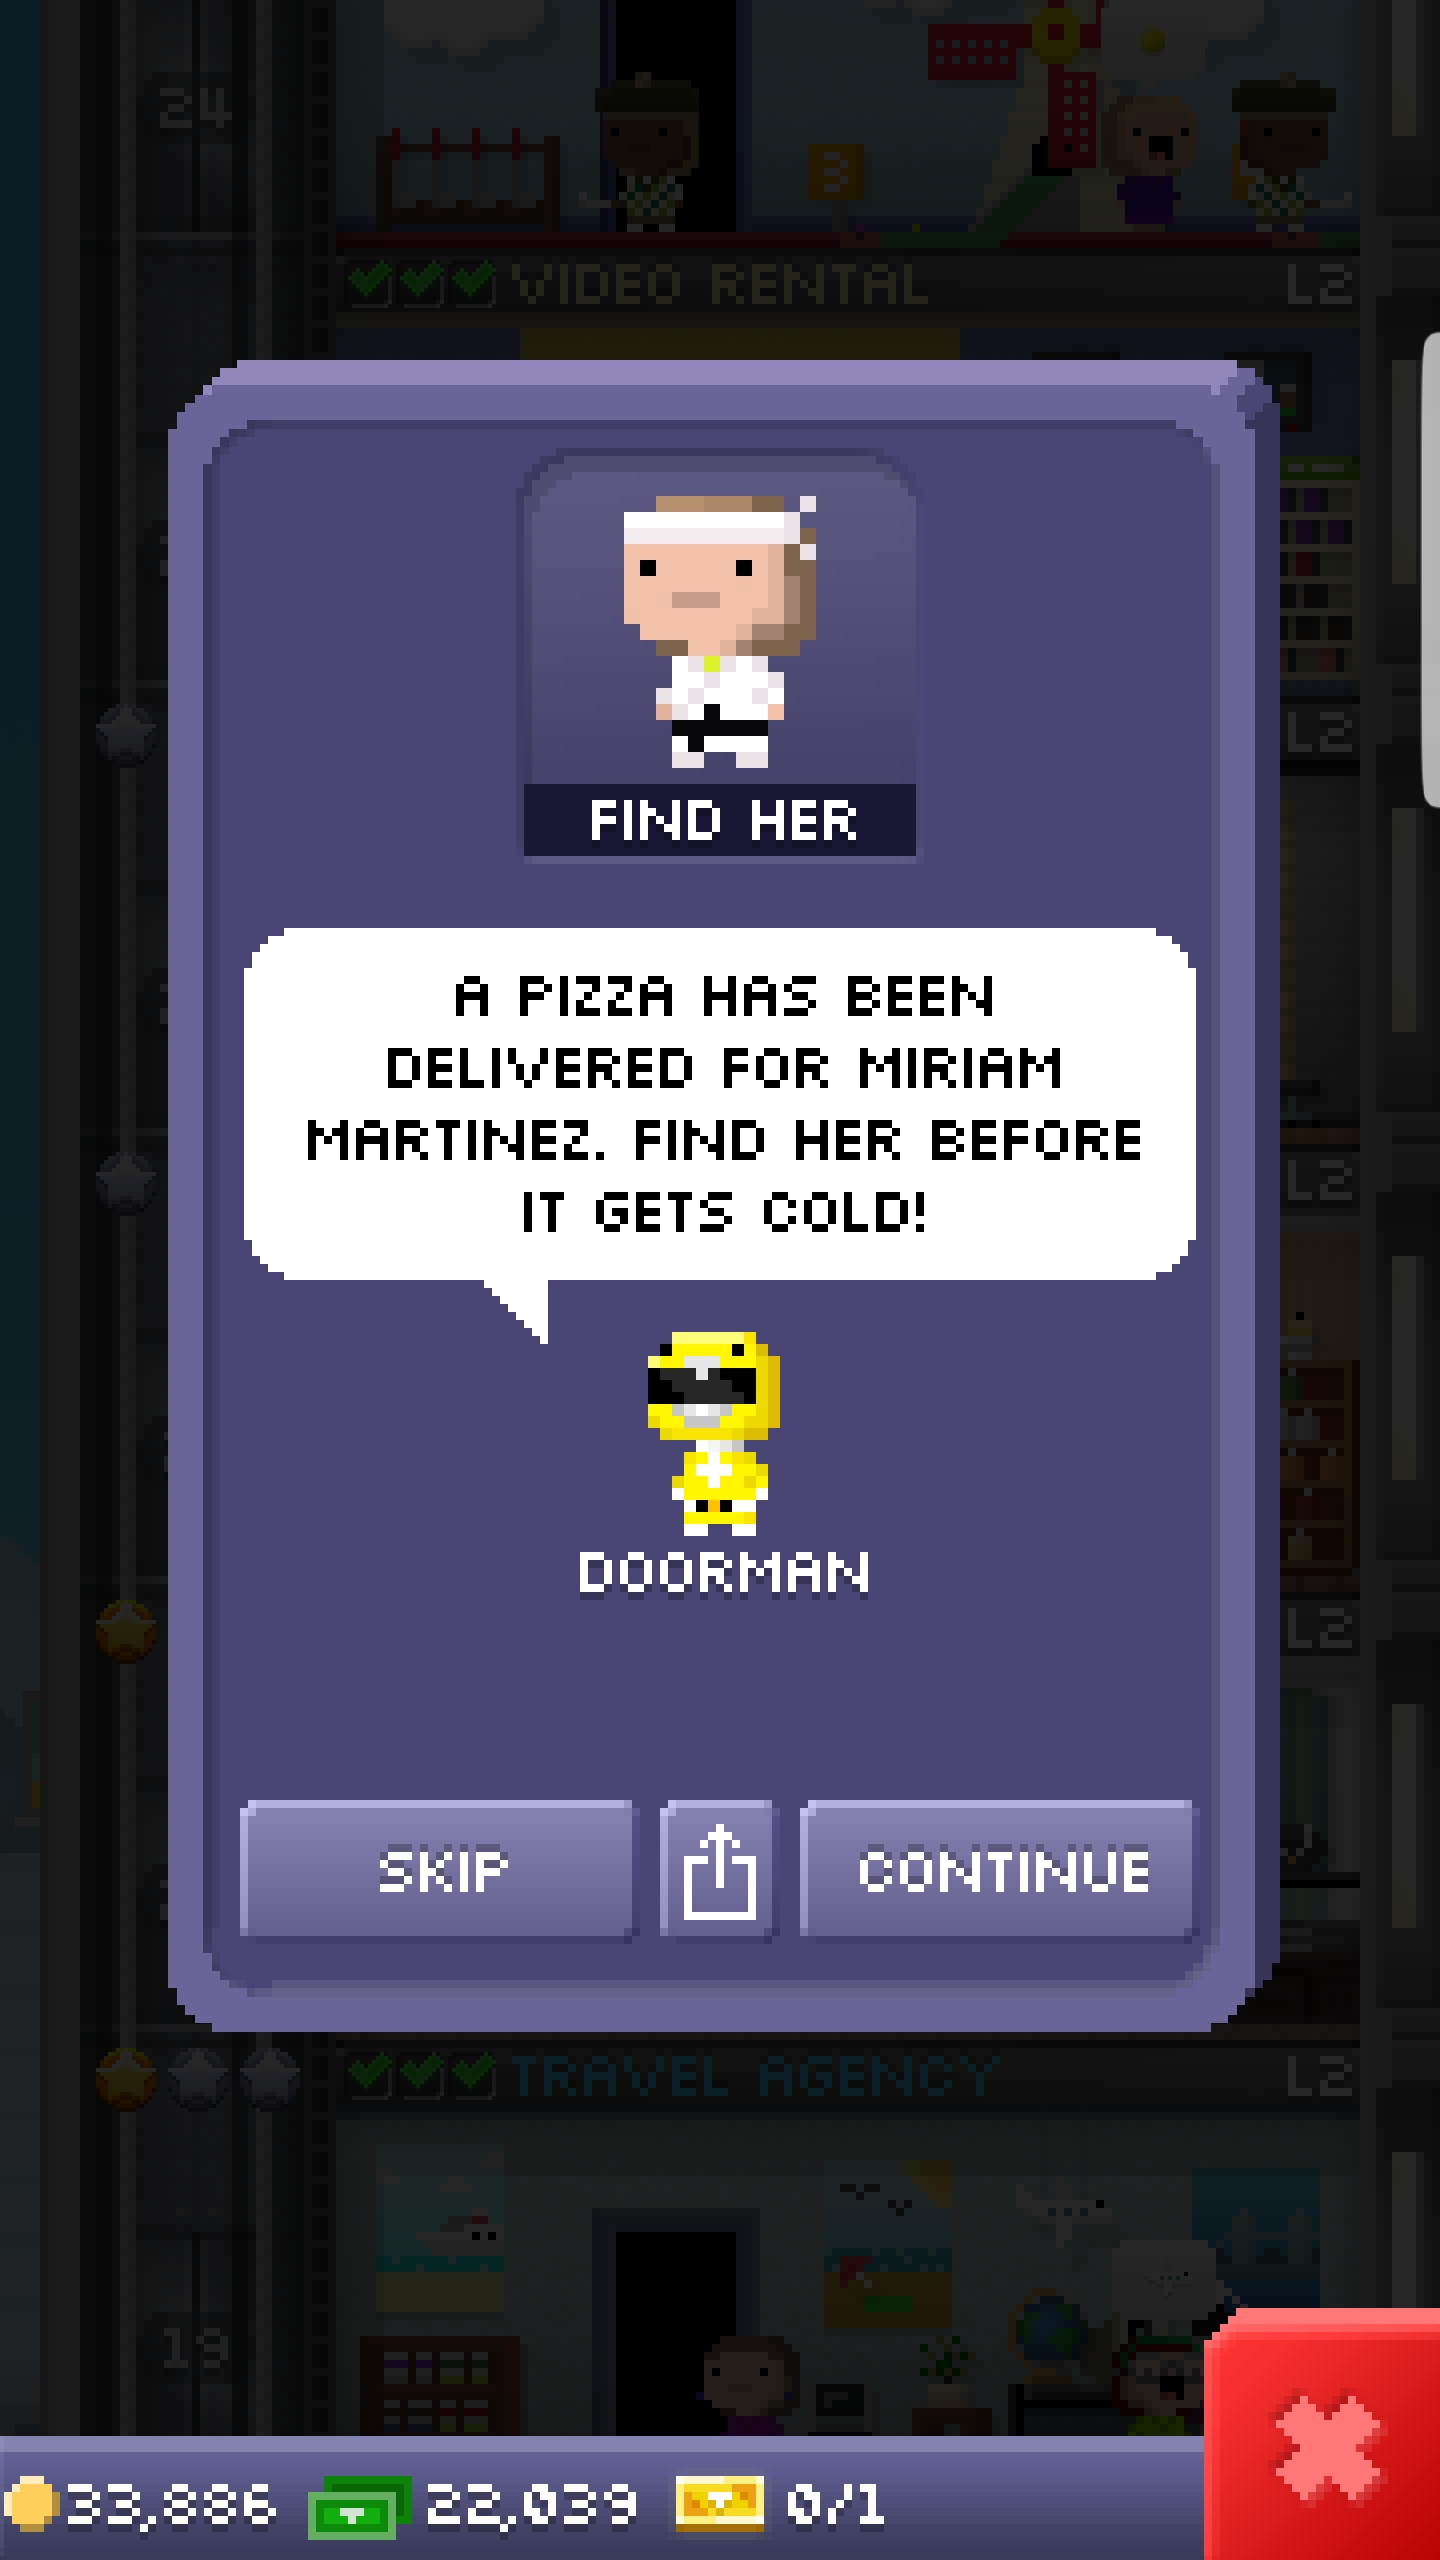 24
3
VIDEO RENTAL L2
L2
FIND HER
A PIZZA HAS BEEN
DELIVERED FOR MIRIAM
MARTINEZ. FIND HER BEFORE
IT GETS COLD!
L2
DOORMAN
L2
SKIP
CONTINUE
TRAVEL AGENCY L2
19
33,886 22,039 0/1